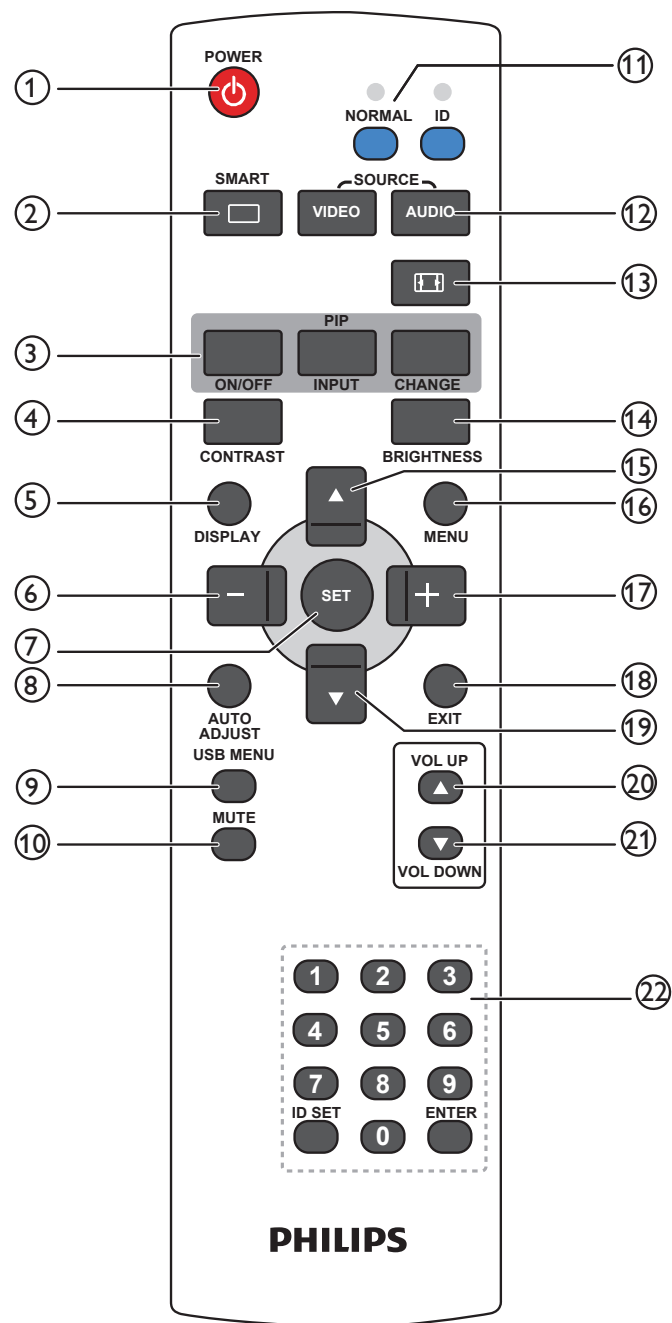 POWER
1
11
NORMAL ID
SMART
SOURCE
2
VIDEO
AUDIO
12
13
PIP
3
ON/OFF
INPUT
CHANGE
4
14
CONTRAST
BRIGHTNESS
15
5
16
DISPLAY
MENU
6
SET
17
7
8
18
AUTO
ADJUST
EXIT
19
USB MENU
VOL UP
9
20
MUTE
10
21
VOL DOWN
1 2 3
22
4 5 6
7 8 9
ID SET
ENTER
0
PHILIPS